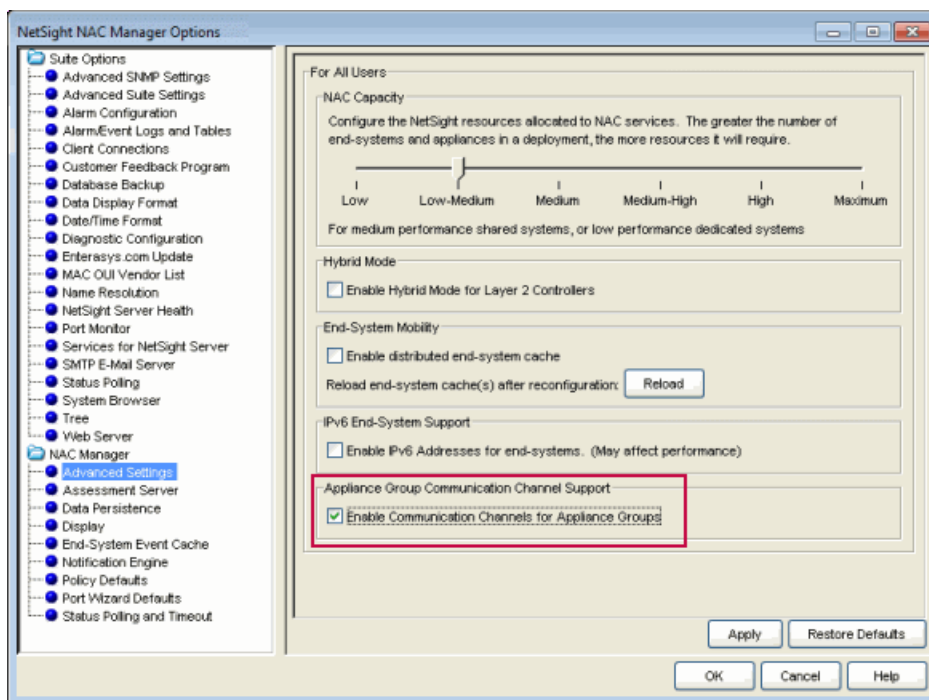 NetSight NAC Manager Options
Suite Options
Advanced SNMP Settings
Advanced Suite Settings
Alarm Configuration
Alarm/Event Logs and Tables
Client Connections
Customer Feedback Program
Database Backup
Data Display Format
Date/Time Format
Diagnostic Configuration
Enterasys.com Update
MAC OUI Vendor List
Name Resolution
NetSight Server Health
Port Monitor
Services for NetSight Server
SMTP E-Mail Server
Status Polling
System Browser
Tree
Web Server
NAC Manager
Advanced Settings
Assessment Server
Data Persistence
Display
End-System Event Cache
Notification Engine
Policy Defaults
Port Wizard Defaults
Status Polling and Timeout
For All Users
NAC Capacity
Configure the NetSight resources allocated to NAC services. The greater the number of
end-systems and appliances in a deployment, the more resources it will require.
Low Low-Medium Medium Medium-High High Maximum
For medium performance shared systems, or low performance dedicated systems
Hybrid Mode
Enable Hybrid Mode for Layer 2 Controllers
End-System Mobility
Enable distributed end-system cache
Reload end-system cache(s) after reconfiguration: Reload
IPv6 End-System Support
Enable IPv6 Addresses for end-systems. (May affect performance)
Appliance Group Communication Channel Support
Enable Communication Channels for Appliance Groups
Apply Restore Defaults
OK Cancel Help